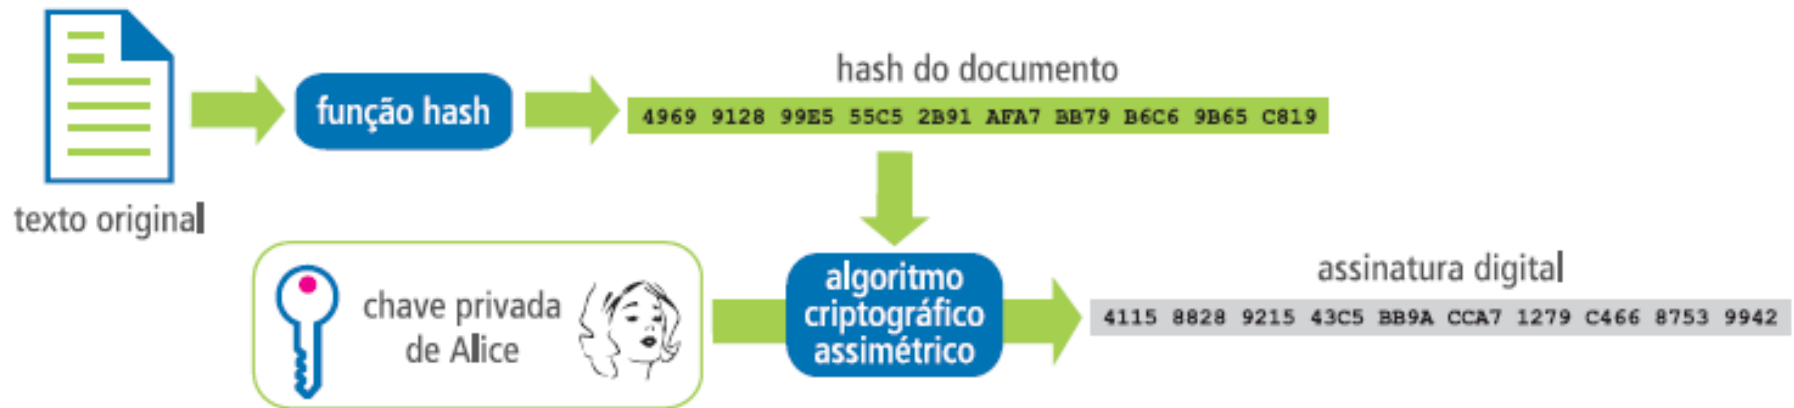 hash do documento
função hash
4969 9128 99E5 55C5 2B91 AFA7 BB79 B6C6 9B65 C819
texto original
chave privada
de Alice
algoritmo
criptográfico
assimétrico
assinatura digital
4115 8828 9215 43C5 BB9A CCA7 1279 C466 8753 9942